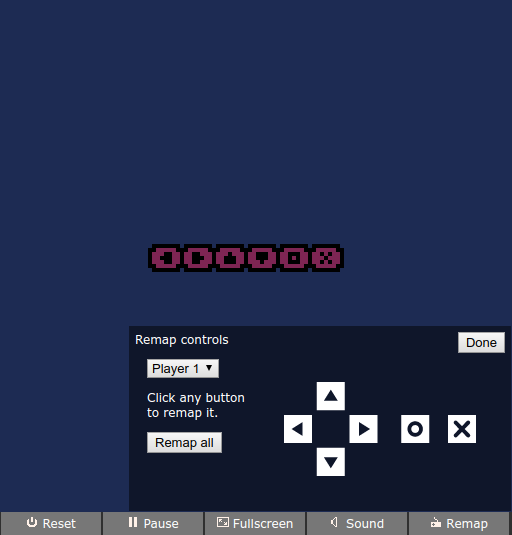 Remap controls
Done
Player 1
Click any button
to remap it.
Remap all
Reset
Pause
Fullscreen
Sound
Remap